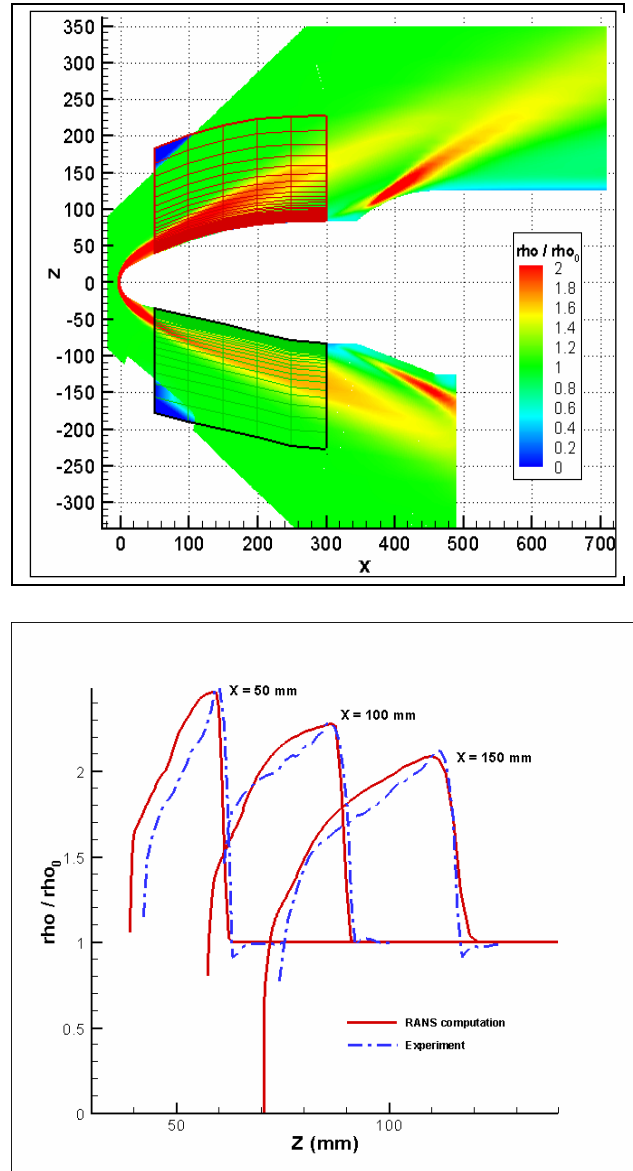 350
300
250
200
150
100
50
0
-50
-100
-150
-200
-250
-300
Z
rho / rho0
2
1.8
1.6
1.4
1.2
1
0.8
0.6
0.4
0.2
0
0 100 200 300 400 500 600 700
X
X = 50 mm
X = 100 mm
X = 150 mm
2
1.5
1
0.5
0
rho / rho0
RANS computation
Experiment
50 100
Z (mm)